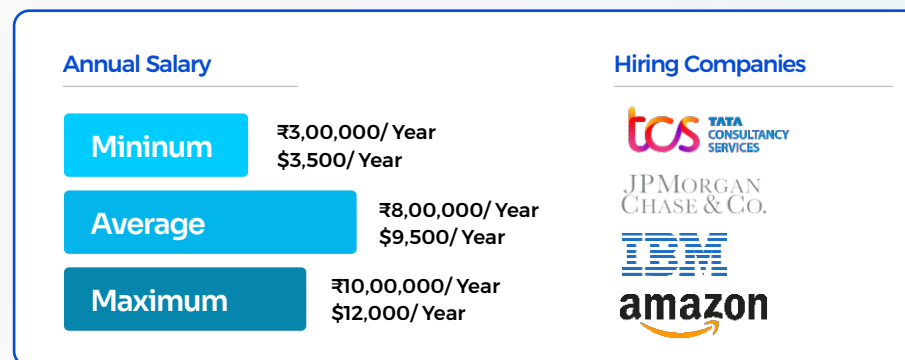 Annual Salary
Mininum
₹3,00,000/ Year
$3,500/ Year
Average
₹8,00,000/ Year
$9,500/ Year
Maximum
₹10,00,000/ Year
$12,000/ Year
Hiring Companies
tcs TATA
CONSULTANCY
SERVICES
JPMORGAN
CHASE & CO.
IBM
amazon